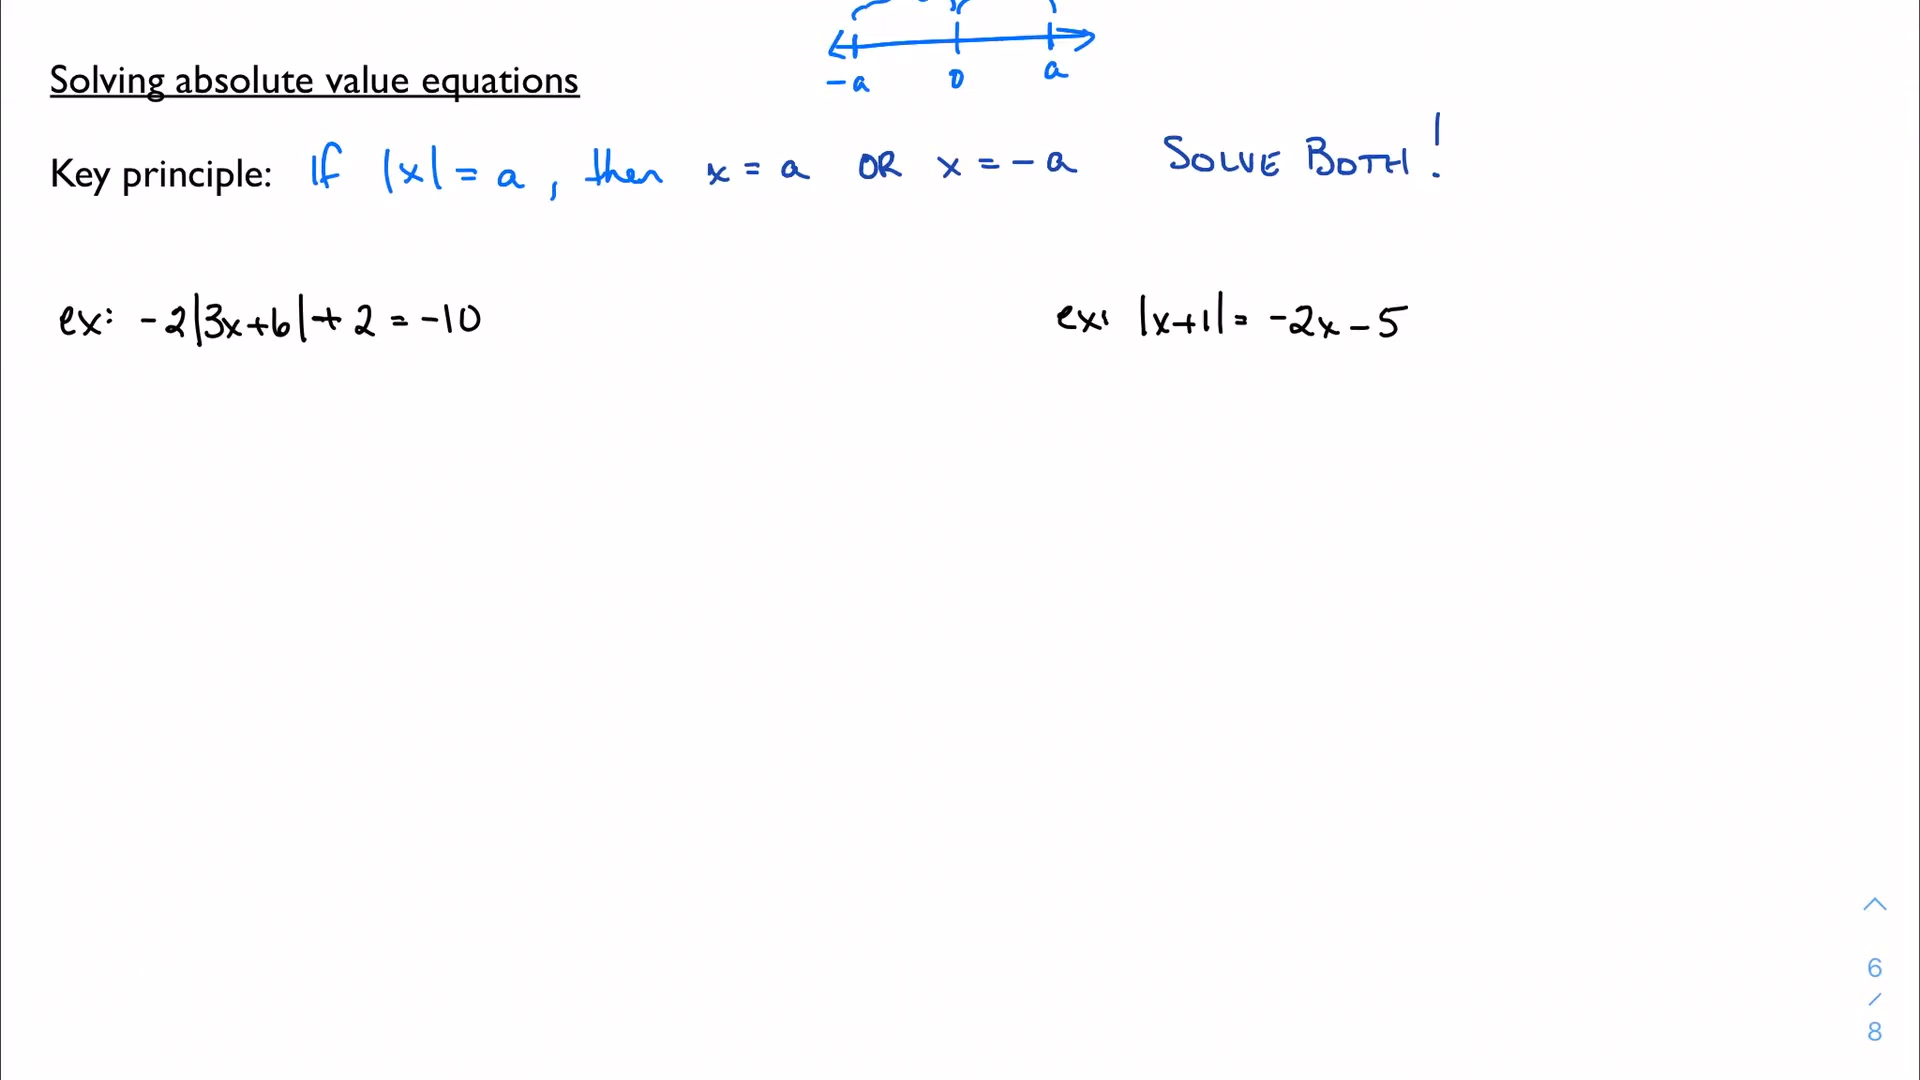 -a 0 a
Solving absolute value equations
Key principle: If |x| = a, then x = a OR x = -a SOLVE BOTH!
ex: -2|3x+6|+2 = -10
ex: |x+1| = -2x-5
6
/
8